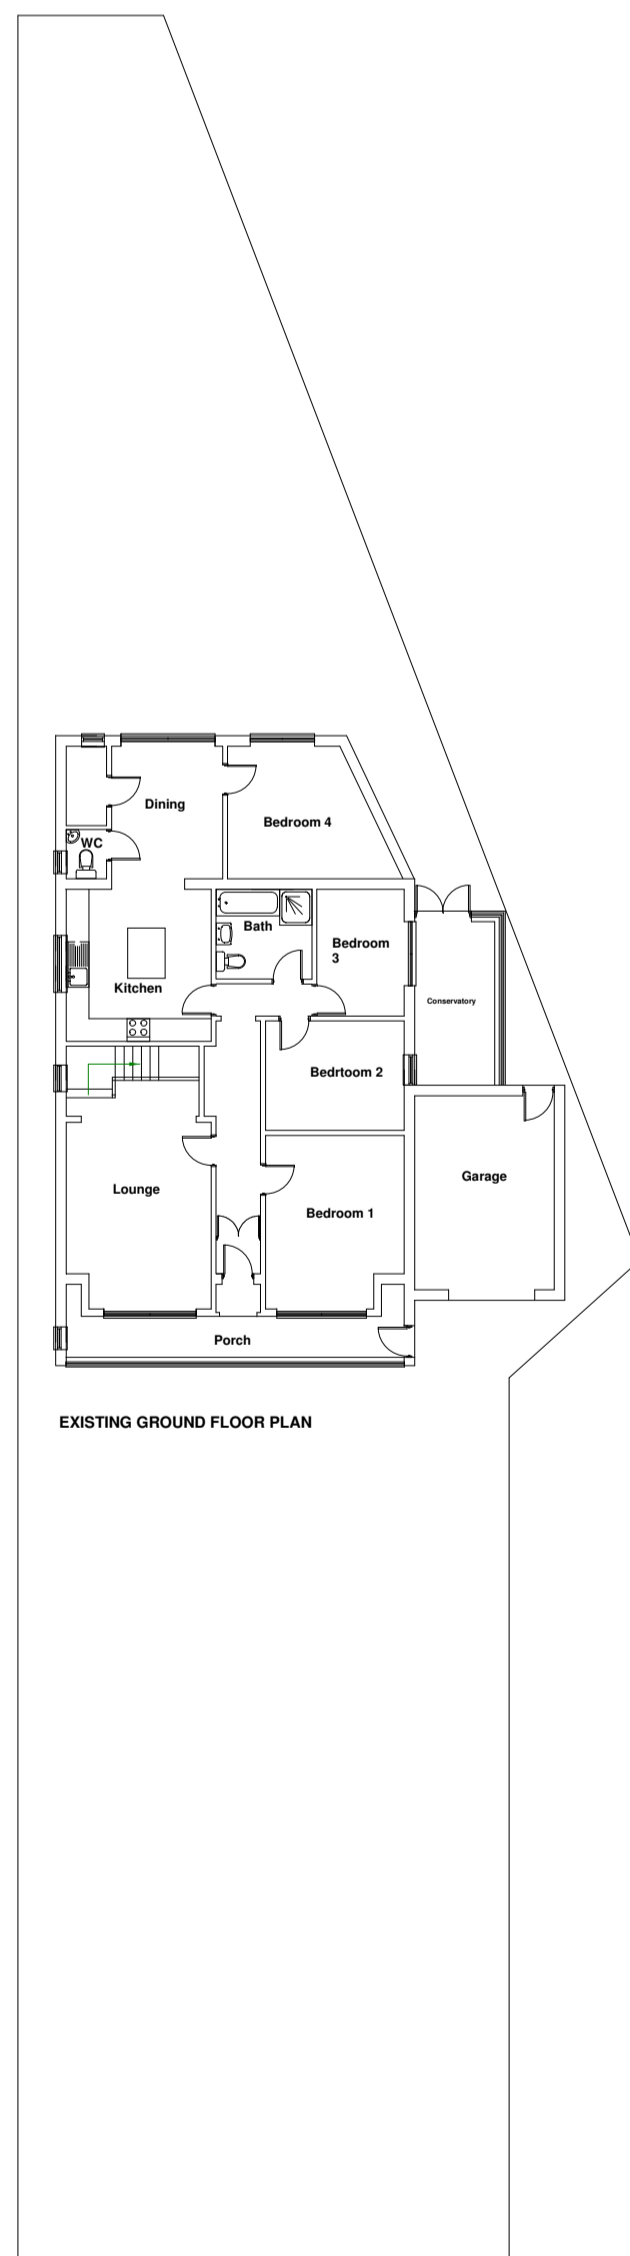 Dining
Bedroom 4
WC
Bath
Bedroom
3
Kitchen
Conservatory
Bedrtoom 2
Lounge
Garage
Bedroom 1
Porch
EXISTING GROUND FLOOR PLAN